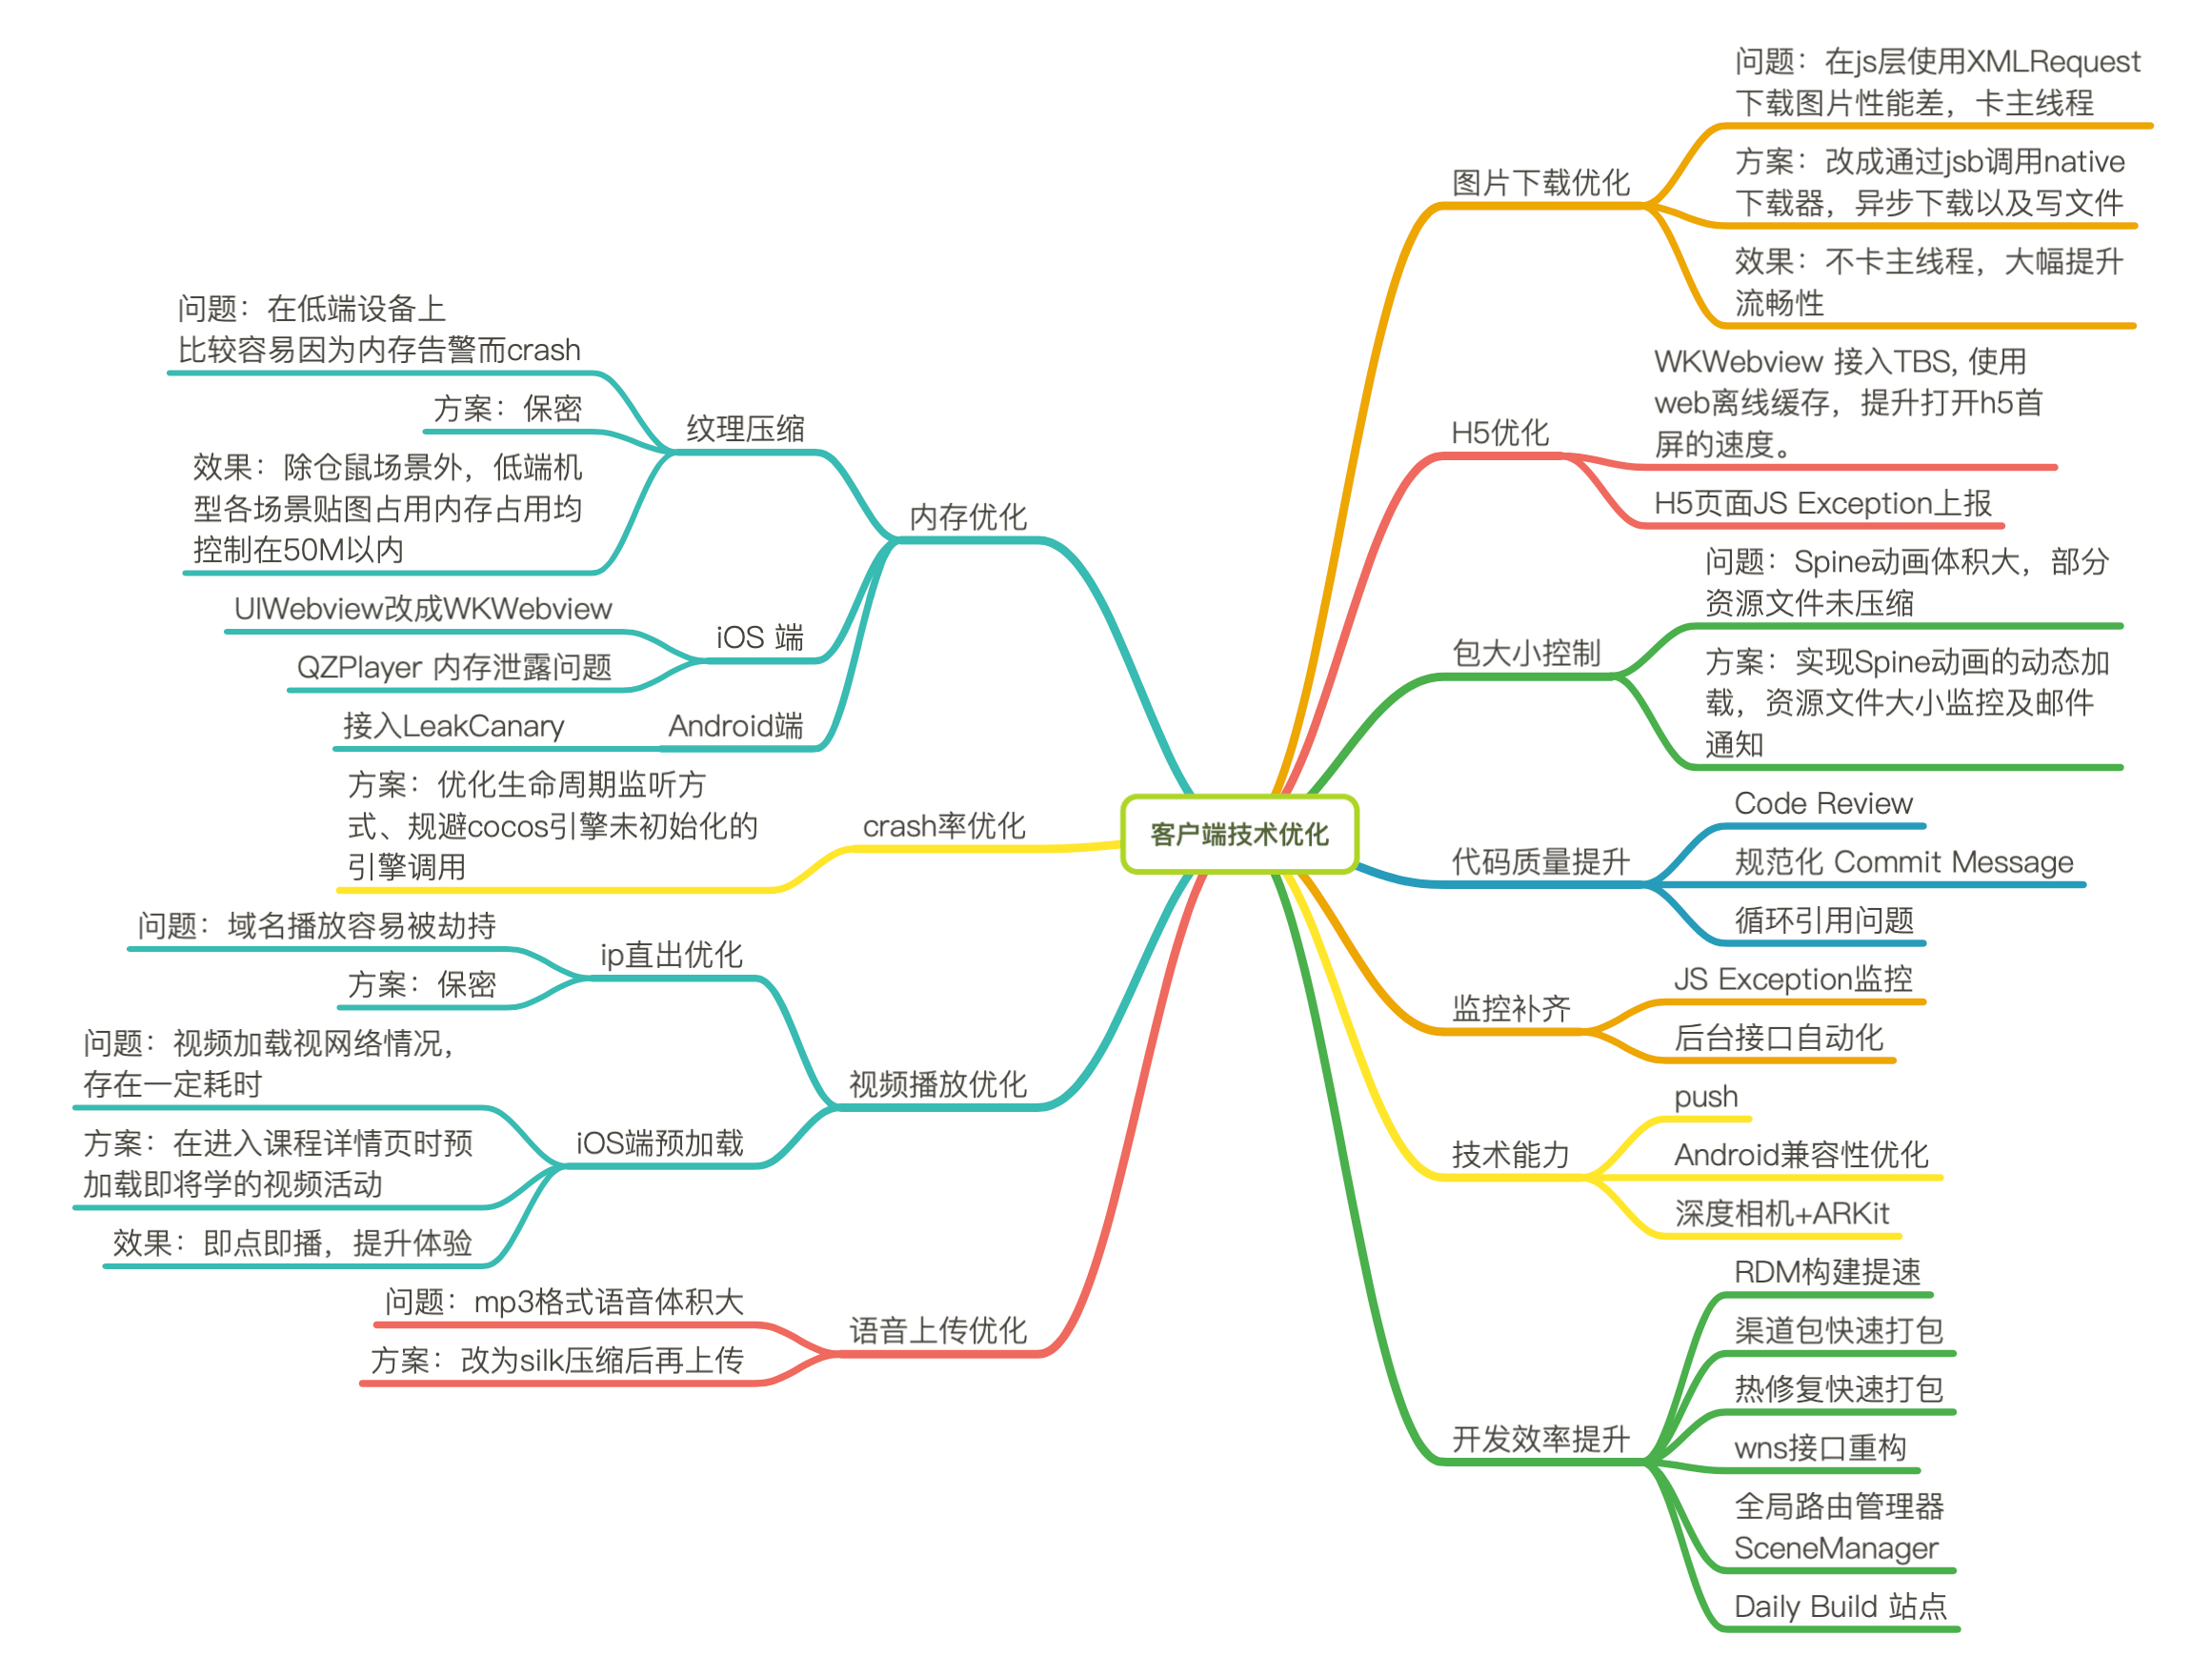 客户端技术优化
图片下载优化
问题：在js层使用XMLRequest
下载图片性能差，卡主线程
方案：改成通过jsb调用native
下载器，异步下载以及写文件
效果：不卡主线程，大幅提升
流畅性
H5优化
WKWebview 接入TBS, 使用
web离线缓存，提升打开h5首
屏的速度。
H5页面JS Exception上报
包大小控制
问题：Spine动画体积大，部分
资源文件未压缩
方案：实现Spine动画的动态加
载，资源文件大小监控及邮件
通知
代码质量提升
Code Review
规范化 Commit Message
循环引用问题
监控补齐
JS Exception监控
后台接口自动化
技术能力
push
Android兼容性优化
深度相机+ARKit
开发效率提升
RDM构建提速
渠道包快速打包
热修复快速打包
wns接口重构
全局路由管理器
SceneManager
Daily Build 站点
内存优化
纹理压缩
问题：在低端设备上
比较容易因为内存告警而crash
方案：保密
效果：除仓鼠场景外，低端机
型各场景贴图占用内存占用均
控制在50M以内
iOS 端
UIWebview改成WKWebview
QZPlayer 内存泄露问题
Android端
接入LeakCanary
crash率优化
方案：优化生命周期监听方
式、规避cocos引擎未初始化的
引擎调用
视频播放优化
ip直出优化
问题：域名播放容易被劫持
方案：保密
iOS端预加载
问题：视频加载视网络情况，
存在一定耗时
方案：在进入课程详情页时预
加载即将学的视频活动
效果：即点即播，提升体验
语音上传优化
问题：mp3格式语音体积大
方案：改为silk压缩后再上传